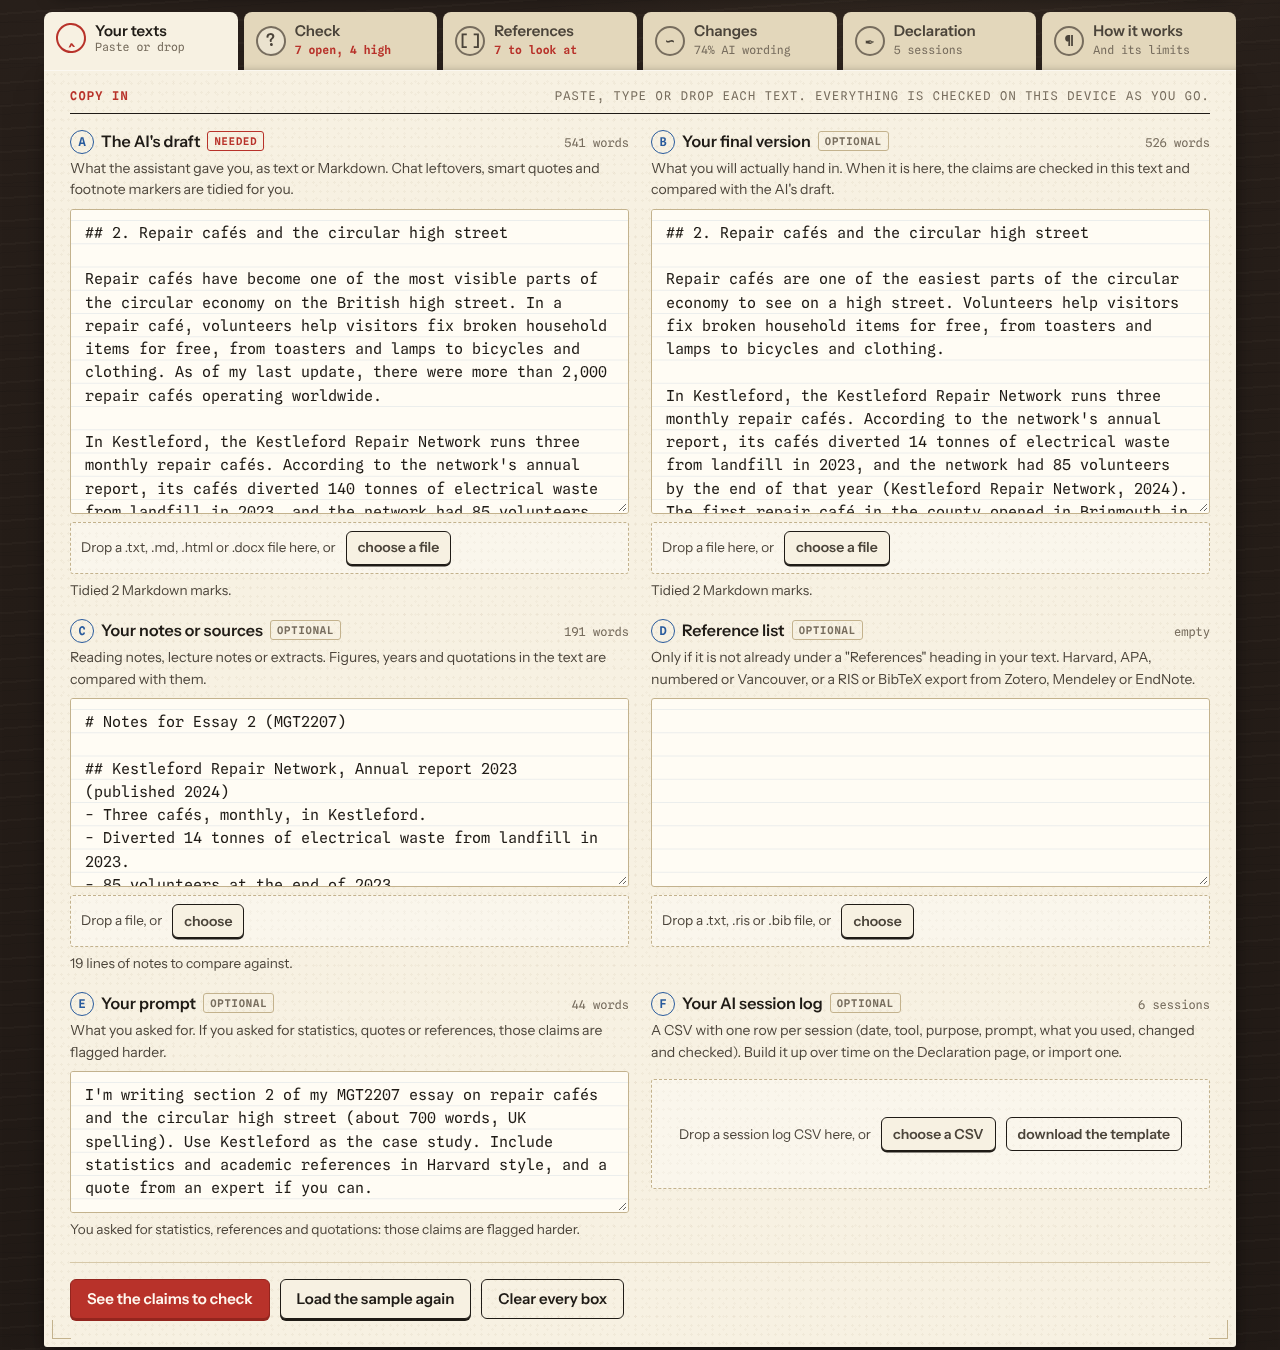 Your texts
Paste or drop
? Check
7 open, 4 high
[ ] References
7 to look at
Changes
74% AI wording
Declaration
5 sessions
¶ How it works
And its limits
COPY IN
PASTE, TYPE OR DROP EACH TEXT. EVERYTHING IS CHECKED ON THIS DEVICE AS YOU GO.
A The AI's draft NEEDED 541 words
What the assistant gave you, as text or Markdown. Chat leftovers, smart quotes and
footnote markers are tidied for you.
## 2. Repair cafés and the circular high street
Repair cafés have become one of the most visible parts of
the circular economy on the British high street. In a
repair café, volunteers help visitors fix broken household
items for free, from toasters and lamps to bicycles and
clothing. As of my last update, there were more than 2,000
repair cafés operating worldwide.
In Kestleford, the Kestleford Repair Network runs three
monthly repair cafés. According to the network's annual
report, its cafés diverted 140 tonnes of electrical waste
from landfill in 2023, and the network had 85 volunteers
Drop a .txt, .md, .html or .docx file here, or choose a file
Tidied 2 Markdown marks.
B Your final version OPTIONAL 526 words
What you will actually hand in. When it is here, the claims are checked in this text and
compared with the AI's draft.
## 2. Repair cafés and the circular high street
Repair cafés are one of the easiest parts of the circular
economy to see on a high street. Volunteers help visitors
fix broken household items for free, from toasters and
lamps to bicycles and clothing.
In Kestleford, the Kestleford Repair Network runs three
monthly repair cafés. According to the network's annual
report, its cafés diverted 14 tonnes of electrical waste
from landfill in 2023, and the network had 85 volunteers
by the end of that year (Kestleford Repair Network, 2024).
The first repair café in the county opened in Brinmouth in
Drop a file here, or choose a file
Tidied 2 Markdown marks.
C Your notes or sources OPTIONAL 191 words
Reading notes, lecture notes or extracts. Figures, years and quotations in the text are
compared with them.
# Notes for Essay 2 (MGT2207)
## Kestleford Repair Network, Annual report 2023
(published 2024)
- Three cafés, monthly, in Kestleford.
- Diverted 14 tonnes of electrical waste from landfill in
2023.
- 85 volunteers at the end of 2023
Drop a file, or choose
19 lines of notes to compare against.
D Reference list OPTIONAL empty
Only if it is not already under a "References" heading in your text. Harvard, APA,
numbered or Vancouver, or a RIS or BibTeX export from Zotero, Mendeley or EndNote.
Drop a .txt, .ris or .bib file, or choose
E Your prompt OPTIONAL 44 words
What you asked for. If you asked for statistics, quotes or references, those claims are
flagged harder.
I'm writing section 2 of my MGT2207 essay on repair cafés
and the circular high street (about 700 words, UK
spelling). Use Kestleford as the case study. Include
statistics and academic references in Harvard style, and a
quote from an expert if you can.
You asked for statistics, references and quotations: those claims are flagged harder.
F Your AI session log OPTIONAL 6 sessions
A CSV with one row per session (date, tool, purpose, prompt, what you used, changed
and checked). Build it up over time on the Declaration page, or import one.
Drop a session log CSV here, or choose a CSV download the template
See the claims to check Load the sample again Clear every box